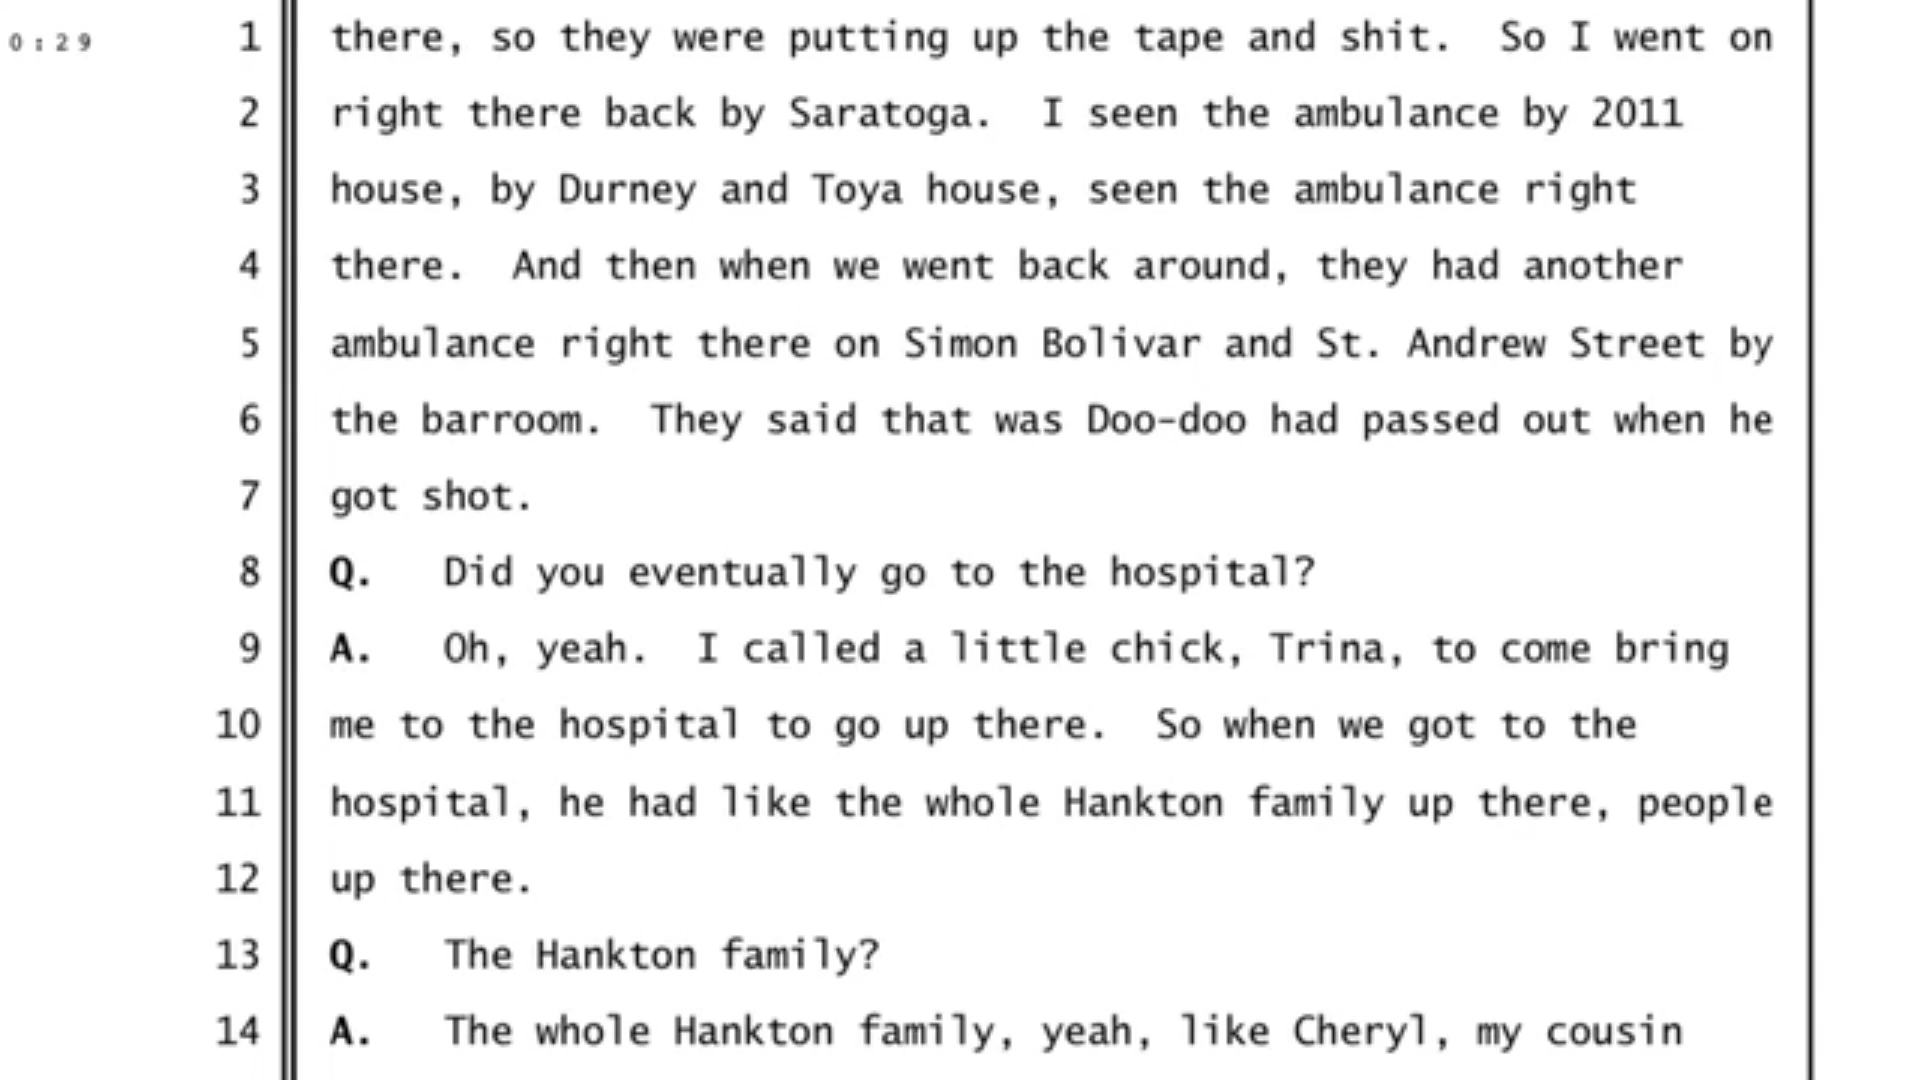 0:29
1 there, so they were putting up the tape and shit.  So I went on
2 right there back by Saratoga.  I seen the ambulance by 2011
3 house, by Durney and Toya house, seen the ambulance right
4 there.  And then when we went back around, they had another
5 ambulance right there on Simon Bolivar and St. Andrew Street by
6 the barroom.  They said that was Doo-doo had passed out when he
7 got shot.
8 Q.   Did you eventually go to the hospital?
9 A.   Oh, yeah.  I called a little chick, Trina, to come bring
10 me to the hospital to go up there.  So when we got to the
11 hospital, he had like the whole Hankton family up there, people
12 up there.
13 Q.   The Hankton family?
14 A.   The whole Hankton family, yeah, like Cheryl, my cousin